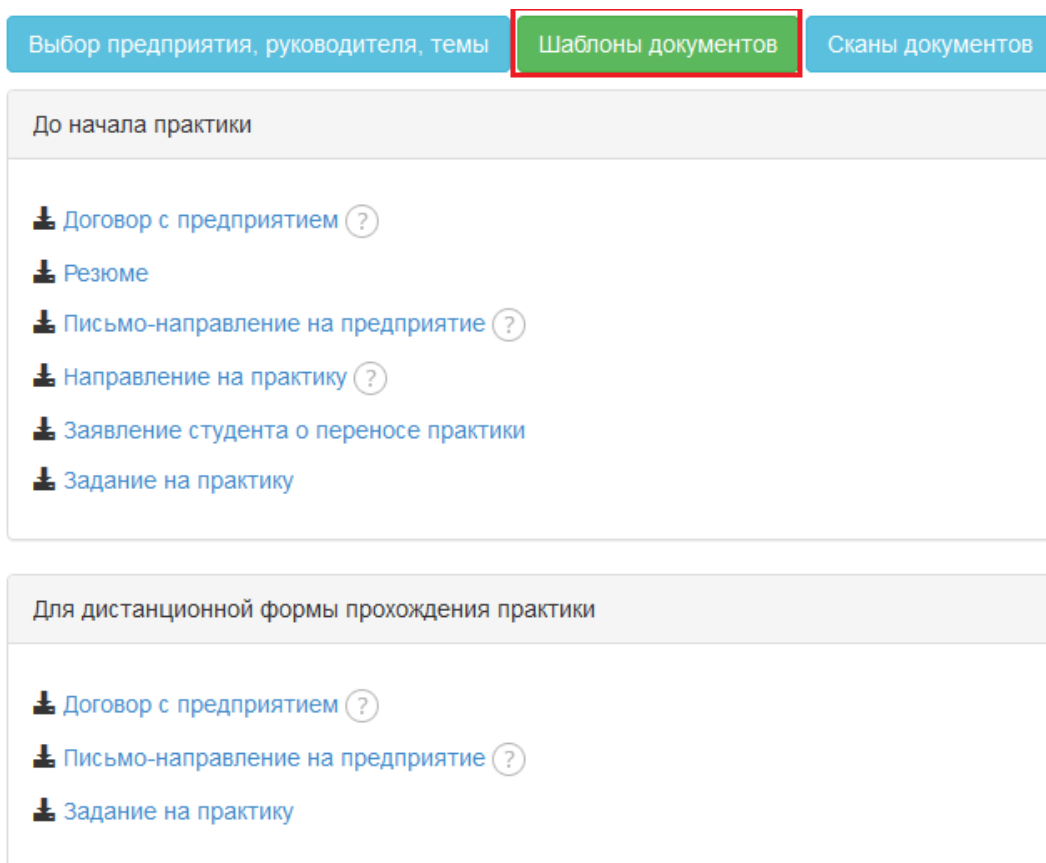 Выбор предприятия, руководителя, темы Шаблоны документов Сканы документов
До начала практики
Договор с предприятием ?
Резюме
Письмо-направление на предприятие ?
Направление на практику ?
Заявление студента о переносе практики
Задание на практику
Для дистанционной формы прохождения практики
Договор с предприятием ?
Письмо-направление на предприятие ?
Задание на практику